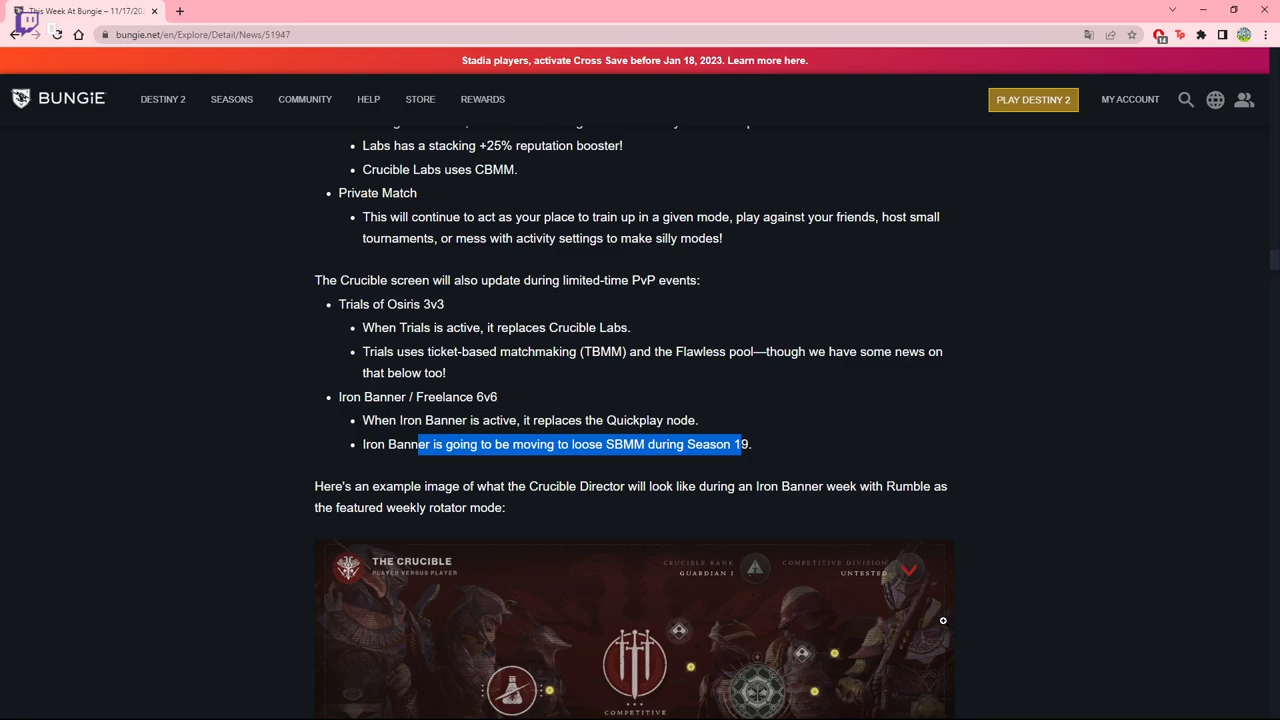 This Week At Bungie – 11/17/20
bungie.net/en/Explore/Detail/News/51947
14
Stadia players, activate Cross Save before Jan 18, 2023. Learn more here.
BUNGIE
DESTINY 2
SEASONS
COMMUNITY
HELP
STORE
REWARDS
PLAY DESTINY 2
MY ACCOUNT
Labs has a stacking +25% reputation booster!
Crucible Labs uses CBMM.
Private Match
This will continue to act as your place to train up in a given mode, play against your friends, host small
tournaments, or mess with activity settings to make silly modes!
The Crucible screen will also update during limited-time PvP events:
Trials of Osiris 3v3
When Trials is active, it replaces Crucible Labs.
Trials uses ticket-based matchmaking (TBMM) and the Flawless pool—though we have some news on
that below too!
Iron Banner / Freelance 6v6
When Iron Banner is active, it replaces the Quickplay node.
Iron Banner is going to be moving to loose SBMM during Season 19.
Here's an example image of what the Crucible Director will look like during an Iron Banner week with Rumble as
the featured weekly rotator mode:
THE CRUCIBLE
PLAYER VERSUS PLAYER
CRUCIBLE RANK
GUARDIAN I
COMPETITIVE DIVISION
UNTESTED
COMPETITIVE